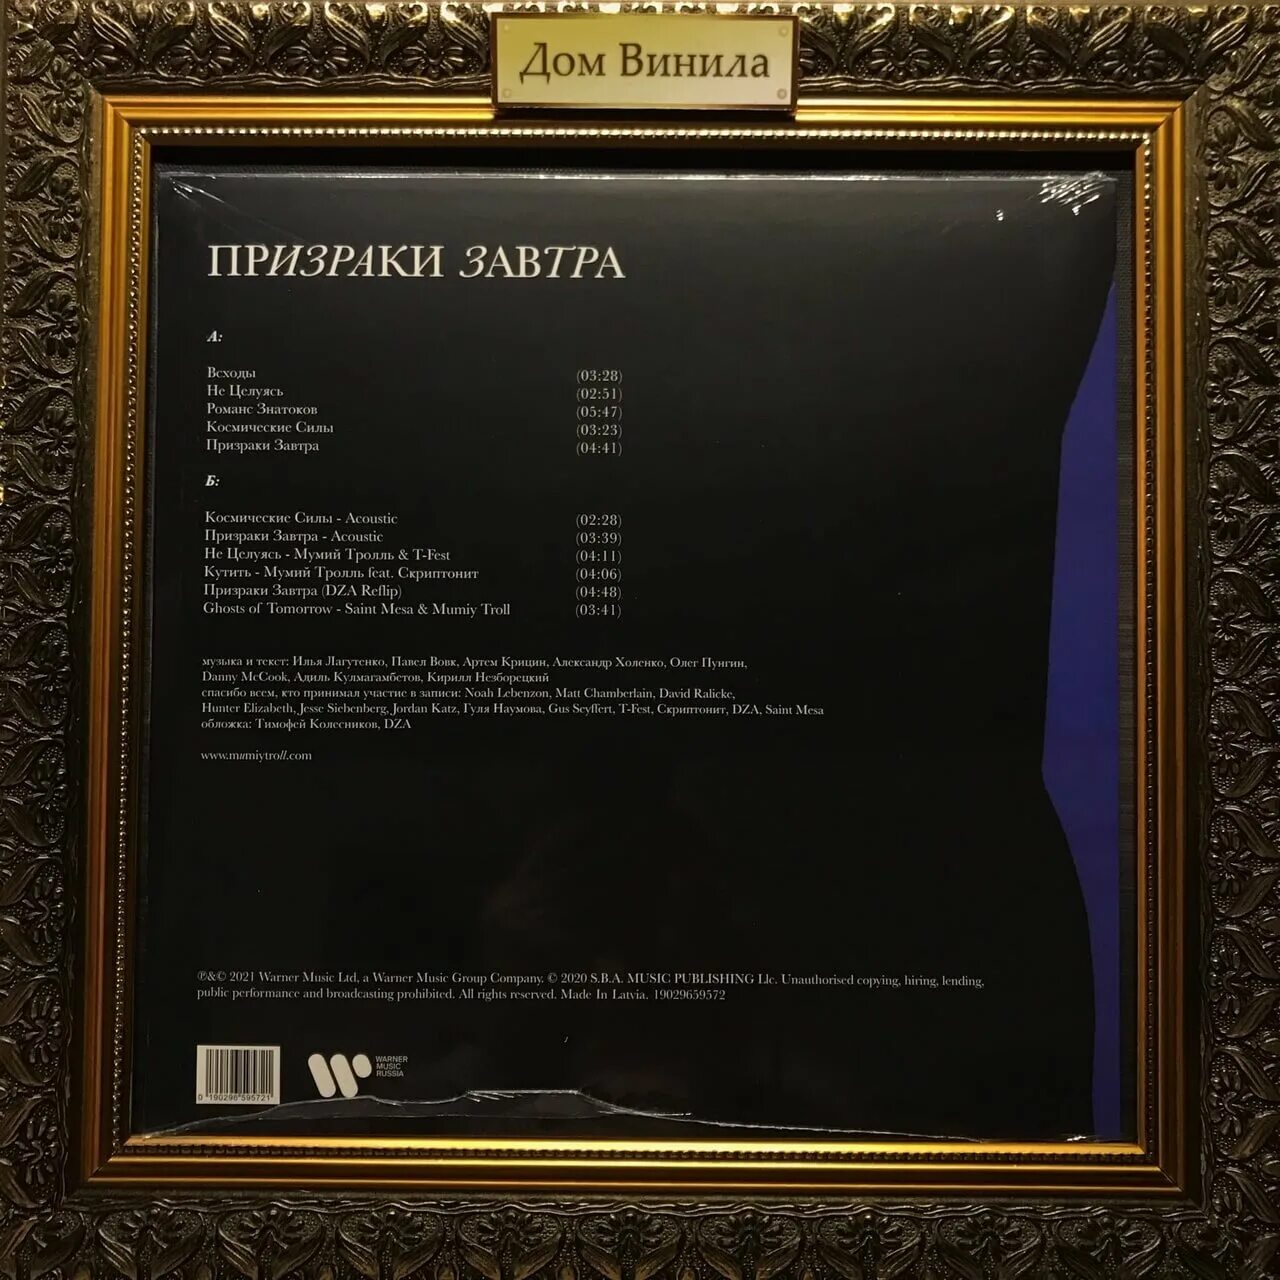 Дом Винила
ПРИЗРАКИ ЗАВТРА
А:
Всходы (03:28)
Не Целуясь (02:51)
Романс Знатоков (05:47)
Космические Силы (03:23)
Призраки Завтра (04:41)
Б:
Космические Силы - Acoustic (02:28)
Призраки Завтра - Acoustic (03:39)
Не Целуясь - Мумий Тролль & T-Fest (04:11)
Кутить - Мумий Тролль feat. Скриптонит (04:06)
Призраки Завтра (DZA Reflip) (04:48)
Ghosts of Tomorrow - Saint Mesa & Mumiy Troll (03:41)
музыка и текст: Илья Лагутенко, Павел Вовк, Артем Крицин, Александр Холенко, Олег Пунгин,
Danny McCook, Адиль Кулмагамбетов, Кирилл Незборецкий
спасибо всем, кто принимал участие в записи: Noah Lebenzon, Matt Chamberlain, David Ralicke,
Hunter Elizabeth, Jesse Siebenberg, Jordan Katz, Гуля Наумова, Gus Seyffert, T-Fest, Скриптонит, DZA, Saint Mesa
обложка: Тимофей Колесников, DZA
www.mumiytroll.com
℗&© 2021 Warner Music Ltd, a Warner Music Group Company. © 2020 S.B.A. MUSIC PUBLISHING Llc. Unauthorised copying, hiring, lending,
public performance and broadcasting prohibited. All rights reserved. Made In Latvia. 19029659572
0 190296 595721
WARNER
MUSIC
RUSSIA